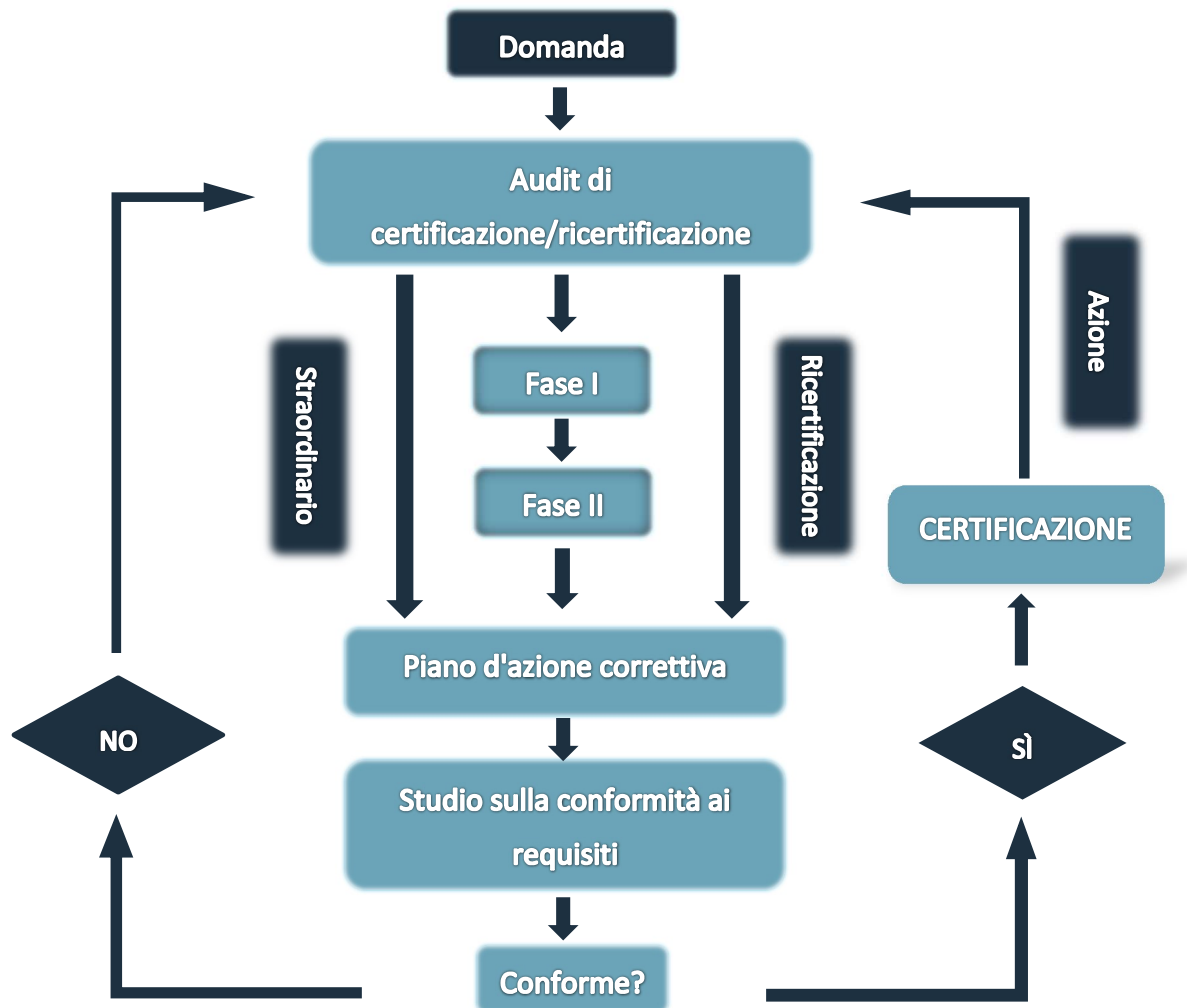 Domanda
Audit di
certificazione/ricertificazione
Azione
Straordinario
Fase I
Ricertificazione
Fase II
CERTIFICAZIONE
Piano d'azione correttiva
NO
SÌ
Studio sulla conformità ai
requisiti
Conforme?